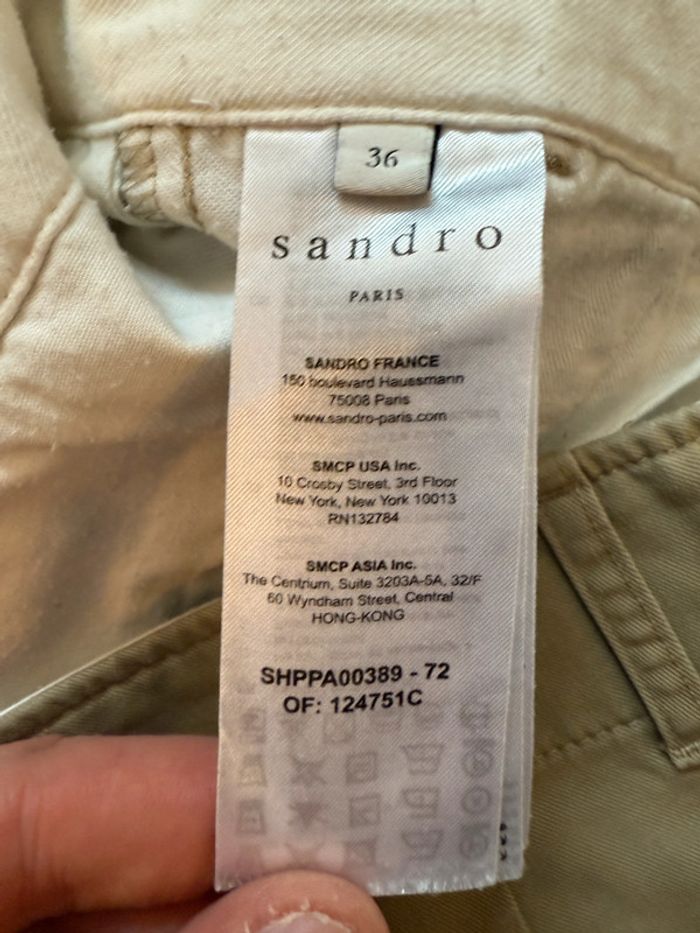 36
sandro
PARIS
SANDRO FRANCE
150 boulevard Haussmann
75008 Paris
www.sandro-paris.com
SMCP USA Inc.
10 Crosby Street, 3rd Floor
New York, New York 10013
RN132784
SMCP ASIA Inc.
The Centrium, Suite 3203A-5A, 32/F
60 Wyndham Street, Central
HONG-KONG
SHPPA00389 - 72
OF: 124751C